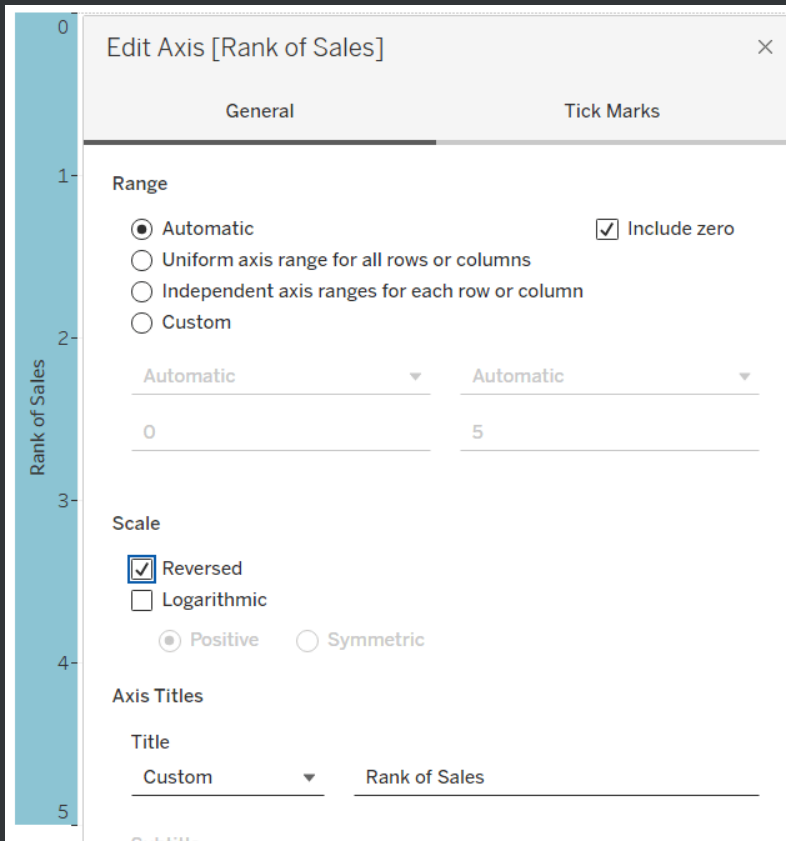 0
1
2
3
4
5
Rank of Sales
Edit Axis [Rank of Sales]
General Tick Marks
Range
Automatic Include zero
Uniform axis range for all rows or columns
Independent axis ranges for each row or column
Custom
Automatic Automatic
0 5
Scale
Reversed
Logarithmic
Positive Symmetric
Axis Titles
Title
Custom Rank of Sales